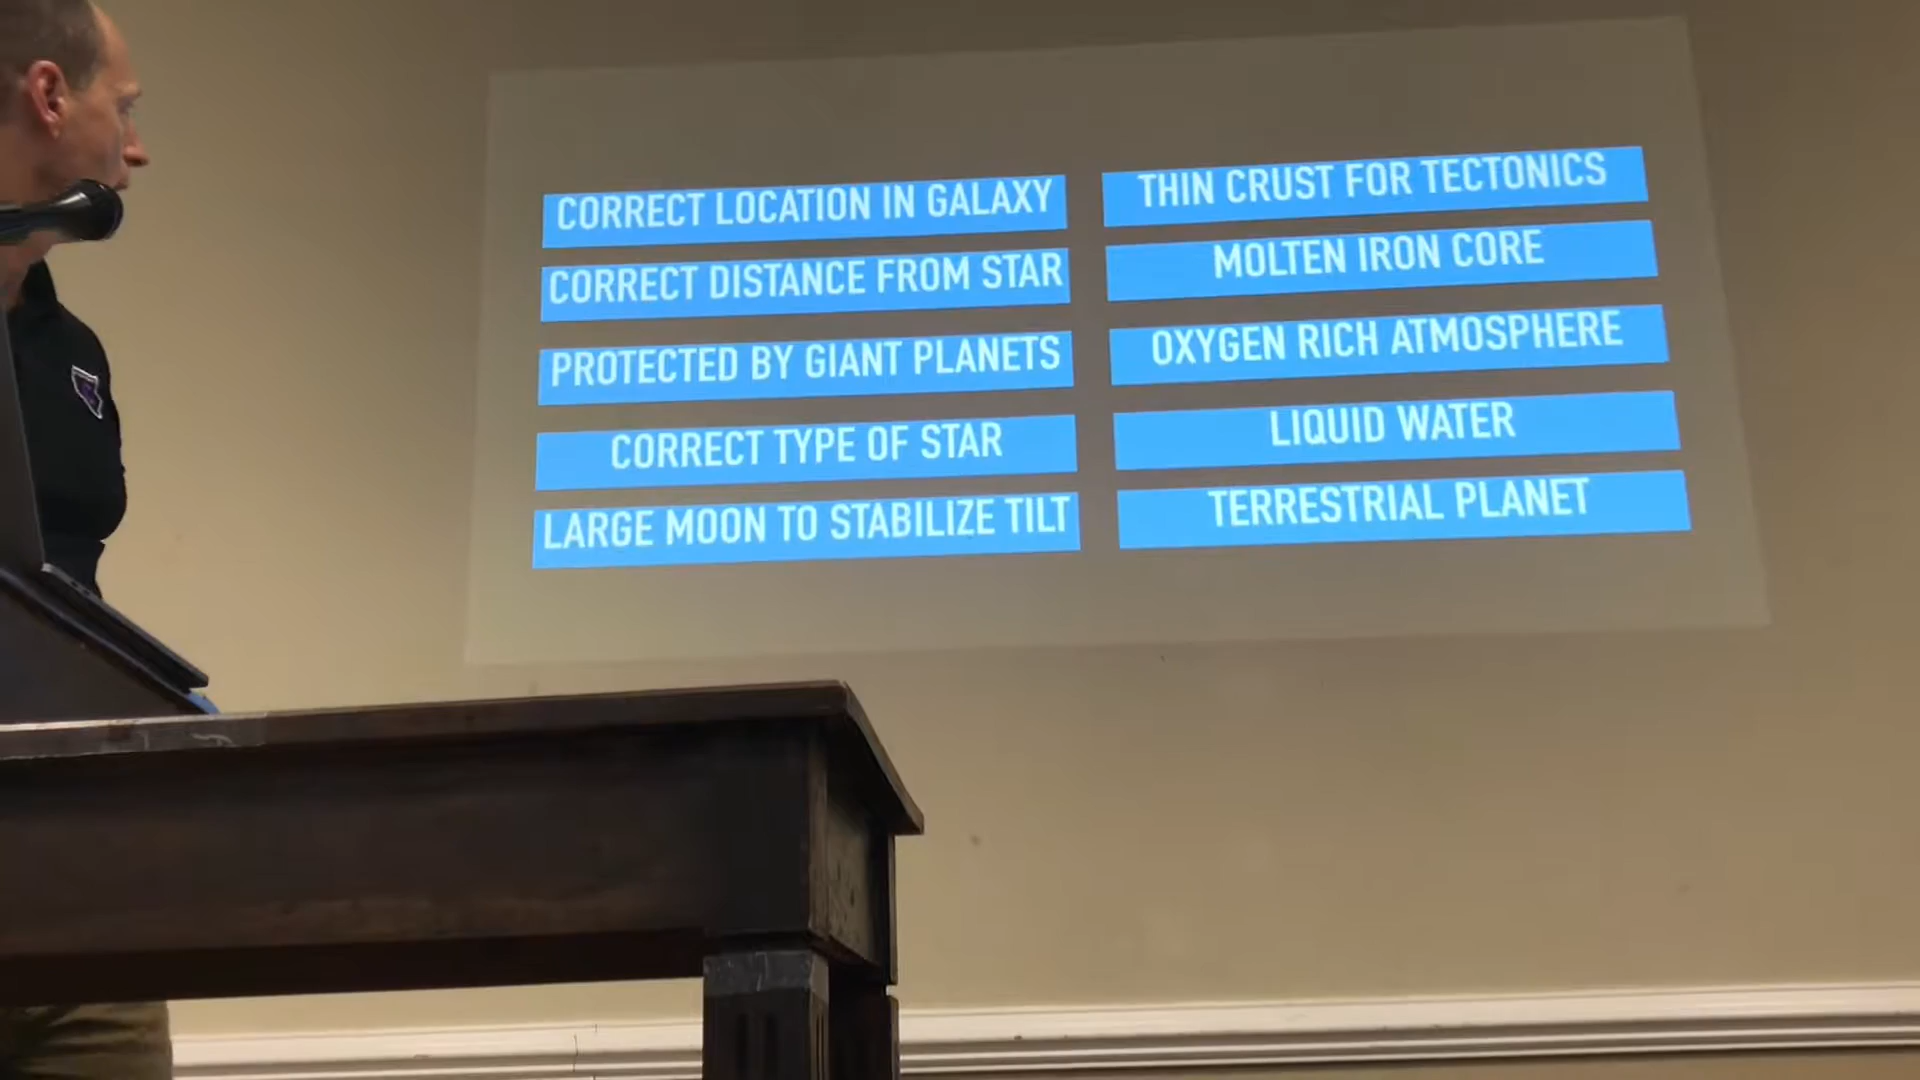 CORRECT LOCATION IN GALAXY
CORRECT DISTANCE FROM STAR
PROTECTED BY GIANT PLANETS
CORRECT TYPE OF STAR
LARGE MOON TO STABILIZE TILT
THIN CRUST FOR TECTONICS
MOLTEN IRON CORE
OXYGEN RICH ATMOSPHERE
LIQUID WATER
TERRESTRIAL PLANET